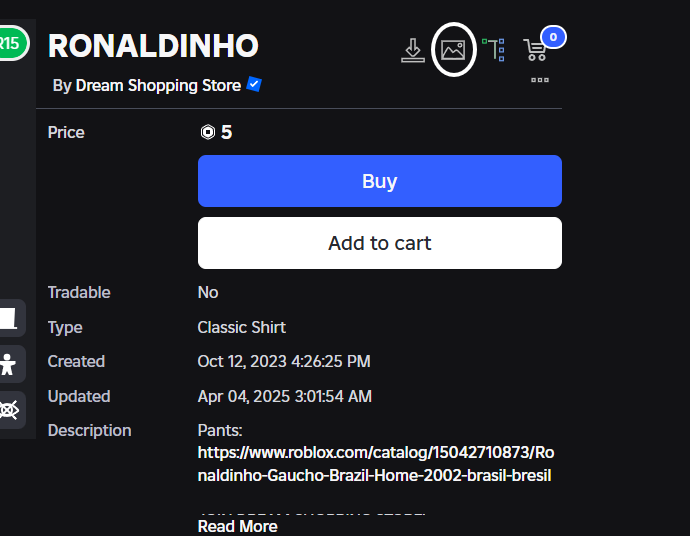 R15
RONALDINHO
0
By Dream Shopping Store
Price
5
Buy
Add to cart
Tradable
No
Type
Classic Shirt
Created
Oct 12, 2023 4:26:25 PM
Updated
Apr 04, 2025 3:01:54 AM
Description
Pants:
https://www.roblox.com/catalog/15042710873/Ro
naldinho-Gaucho-Brazil-Home-2002-brasil-bresil
Read More